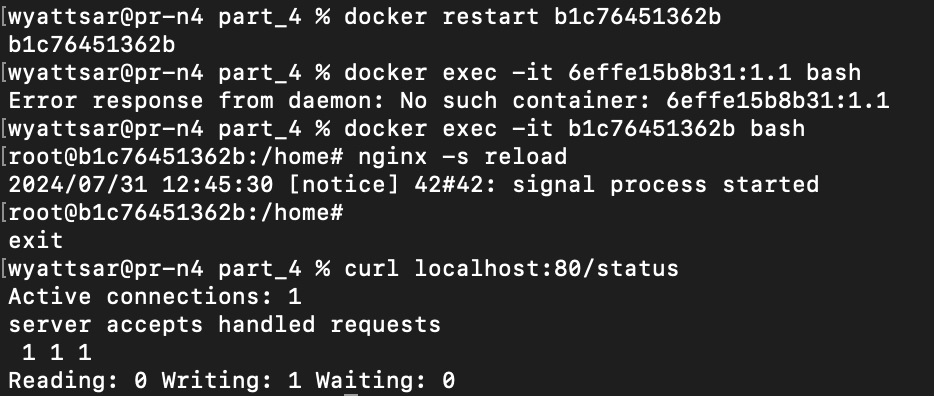 [wyattsar@pr-n4 part_4 % docker restart b1c76451362b
b1c76451362b
[wyattsar@pr-n4 part_4 % docker exec -it 6effe15b8b31:1.1 bash
Error response from daemon: No such container: 6effe15b8b31:1.1
[wyattsar@pr-n4 part_4 % docker exec -it b1c76451362b bash
[root@b1c76451362b:/home# nginx -s reload
2024/07/31 12:45:30 [notice] 42#42: signal process started
[root@b1c76451362b:/home#
exit
[wyattsar@pr-n4 part_4 % curl localhost:80/status
Active connections: 1
server accepts handled requests
 1 1 1
Reading: 0 Writing: 1 Waiting: 0